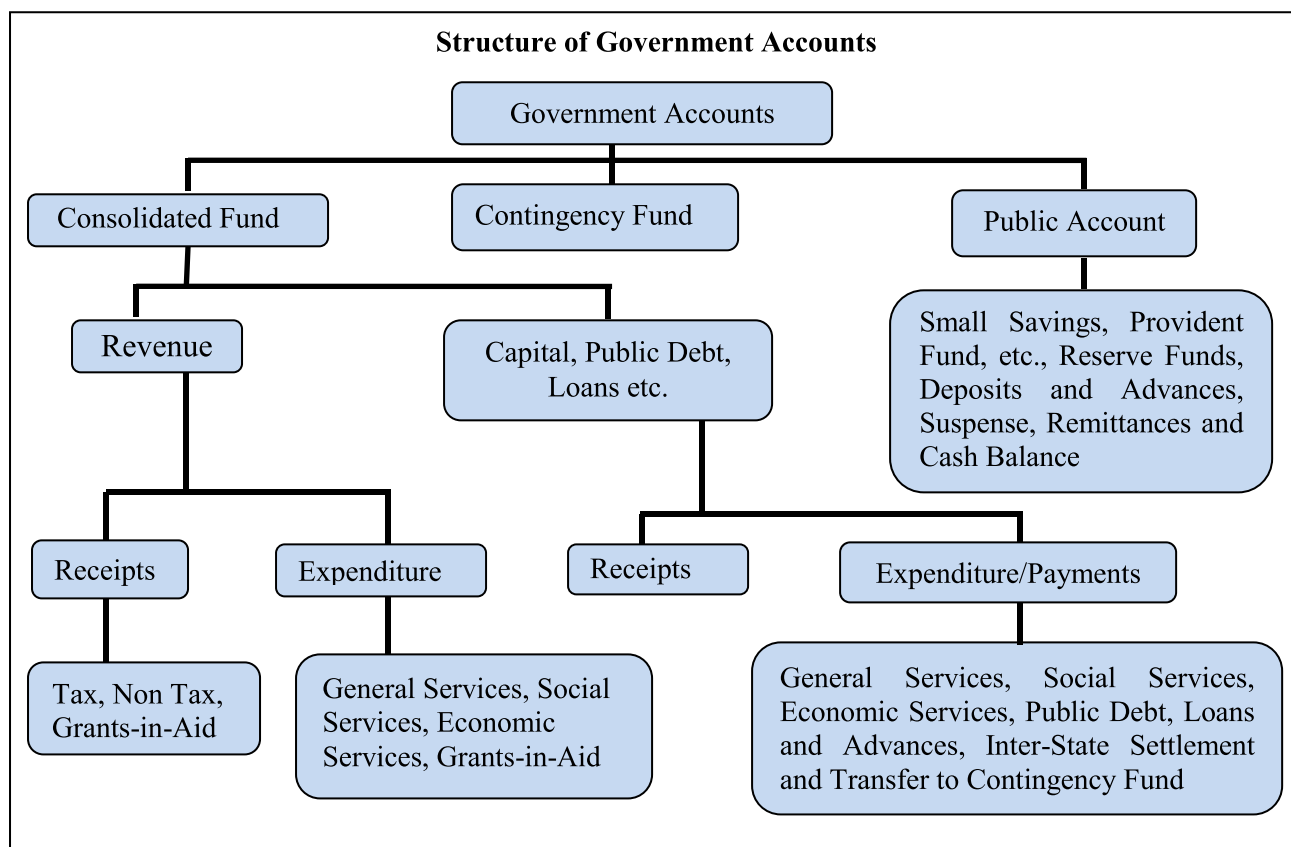 Structure of Government Accounts
Government Accounts
Consolidated Fund
Contingency Fund
Public Account
Revenue
Capital, Public Debt,
Loans etc.
Small Savings, Provident
Fund, etc., Reserve Funds,
Deposits and Advances,
Suspense, Remittances and
Cash Balance
Receipts
Expenditure
Receipts
Expenditure/Payments
Tax, Non Tax,
Grants-in-Aid
General Services, Social
Services, Economic
Services, Grants-in-Aid
General Services, Social Services,
Economic Services, Public Debt, Loans
and Advances, Inter-State Settlement
and Transfer to Contingency Fund